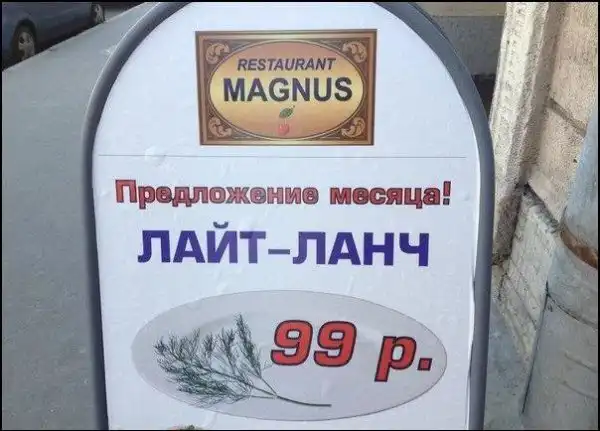 RESTAURANT
MAGNUS
Предложение месяца!
ЛАЙТ-ЛАНЧ
99 р.